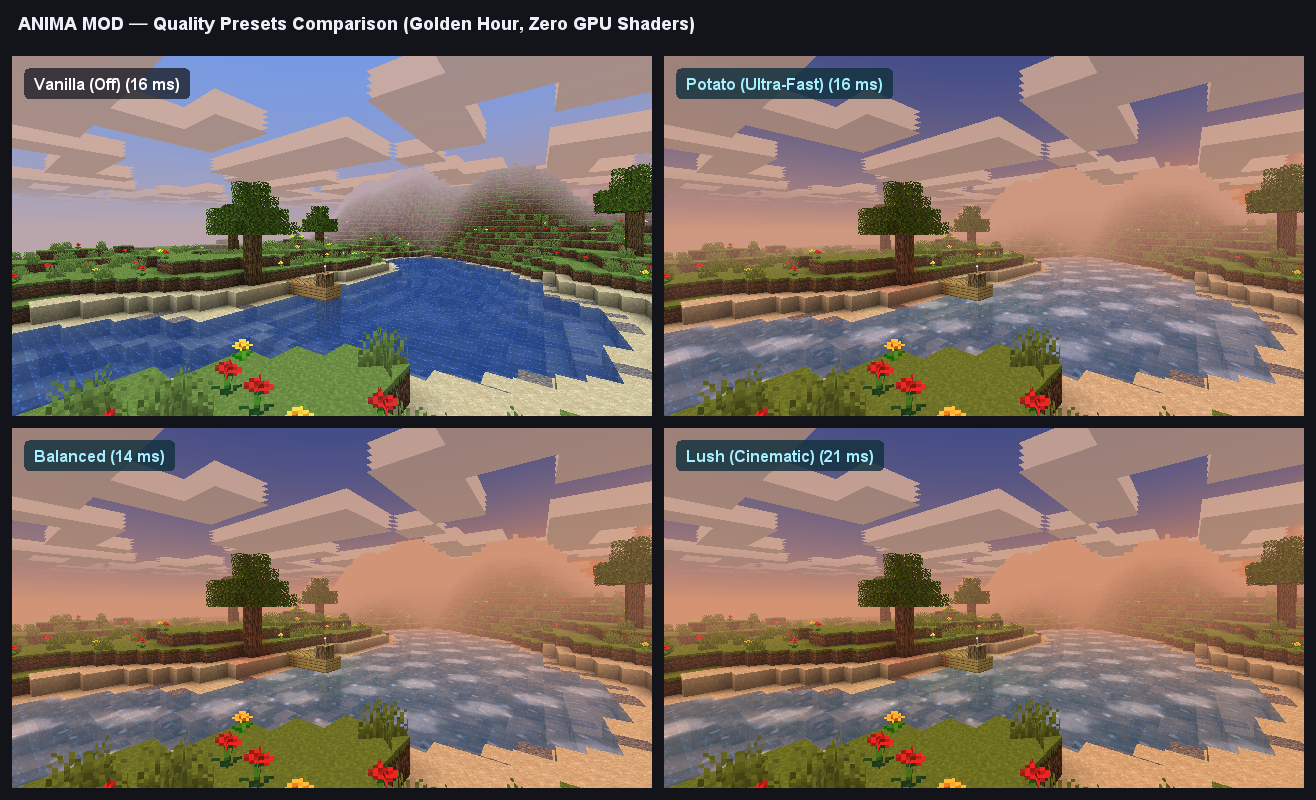 ANIMA MOD — Quality Presets Comparison (Golden Hour, Zero GPU Shaders)
Vanilla (Off) (16 ms)
Potato (Ultra-Fast) (16 ms)
Balanced (14 ms)
Lush (Cinematic) (21 ms)